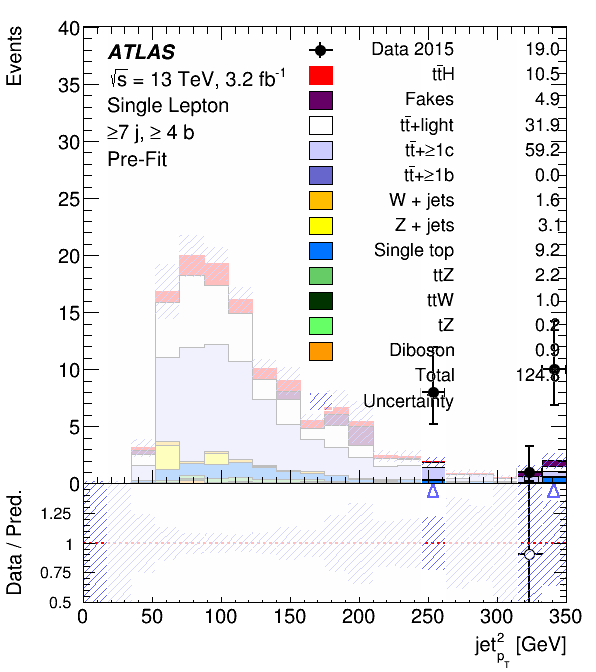 Events
40
35
30
25
20
15
10
5
0
ATLAS
√s = 13 TeV, 3.2 fb-1
Single Lepton
≥7 j, ≥ 4 b
Pre-Fit
Data 2015 19.0
tt̄H 10.5
Fakes 4.9
tt̄+light 31.9
tt̄+≥1c 59.2
tt̄+≥1b 0.0
W + jets 1.6
Z + jets 3.1
Single top 9.2
ttZ 2.2
ttW 1.0
tZ 0.2
Diboson 0.9
Total 124.8
Uncertainty
Data / Pred.
1.25
1
0.75
0.5
0 50 100 150 200 250 300 350
jet2pT [GeV]